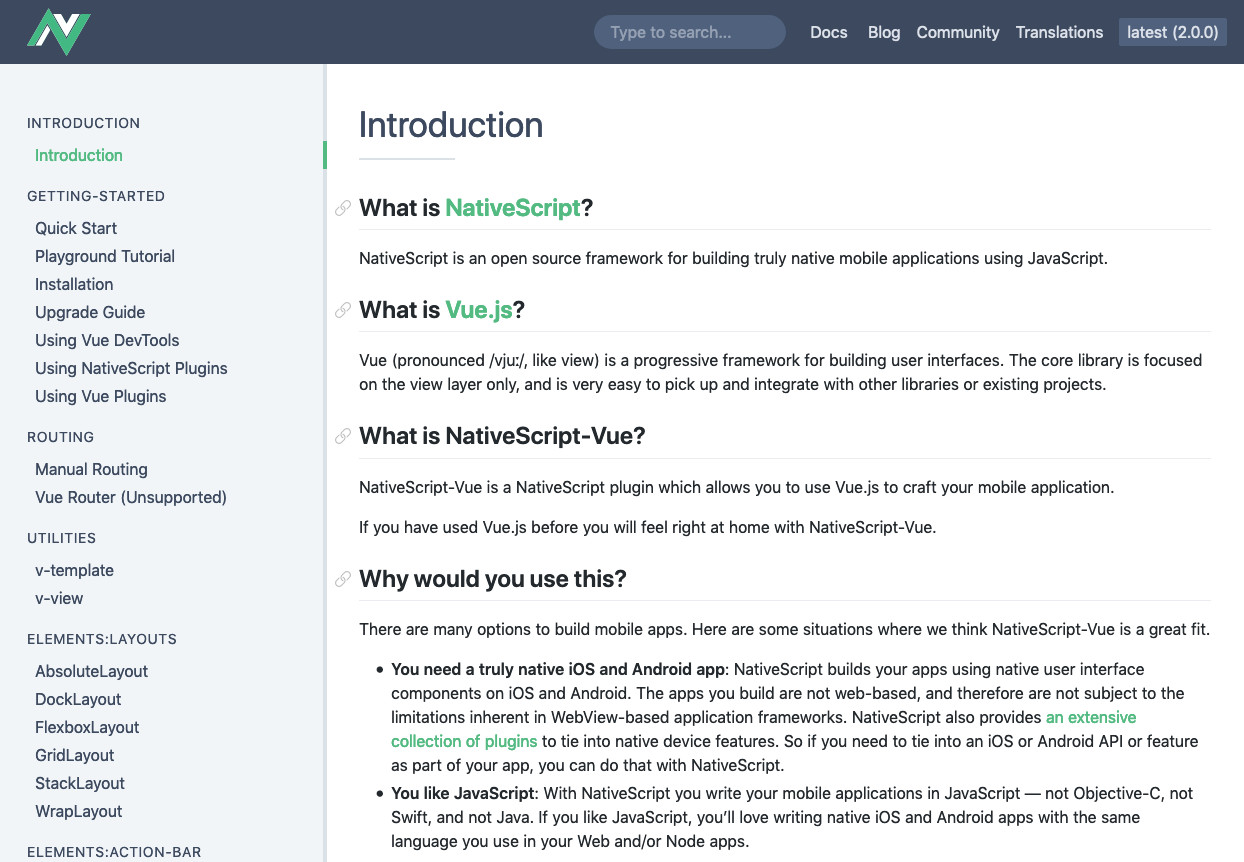 Type to search...
Docs
Blog
Community
Translations
latest (2.0.0)
INTRODUCTION
Introduction
GETTING-STARTED
Quick Start
Playground Tutorial
Installation
Upgrade Guide
Using Vue DevTools
Using NativeScript Plugins
Using Vue Plugins
ROUTING
Manual Routing
Vue Router (Unsupported)
UTILITIES
v-template
v-view
ELEMENTS:LAYOUTS
AbsoluteLayout
DockLayout
FlexboxLayout
GridLayout
StackLayout
WrapLayout
ELEMENTS:ACTION-BAR
Introduction
What is NativeScript?
NativeScript is an open source framework for building truly native mobile applications using JavaScript.
What is Vue.js?
Vue (pronounced /vjuː/, like view) is a progressive framework for building user interfaces. The core library is focused
on the view layer only, and is very easy to pick up and integrate with other libraries or existing projects.
What is NativeScript-Vue?
NativeScript-Vue is a NativeScript plugin which allows you to use Vue.js to craft your mobile application.
If you have used Vue.js before you will feel right at home with NativeScript-Vue.
Why would you use this?
There are many options to build mobile apps. Here are some situations where we think NativeScript-Vue is a great fit.
• You need a truly native iOS and Android app: NativeScript builds your apps using native user interface
components on iOS and Android. The apps you build are not web-based, and therefore are not subject to the
limitations inherent in WebView-based application frameworks. NativeScript also provides an extensive
collection of plugins to tie into native device features. So if you need to tie into an iOS or Android API or feature
as part of your app, you can do that with NativeScript.
• You like JavaScript: With NativeScript you write your mobile applications in JavaScript — not Objective-C, not
Swift, and not Java. If you like JavaScript, you’ll love writing native iOS and Android apps with the same
language you use in your Web and/or Node apps.